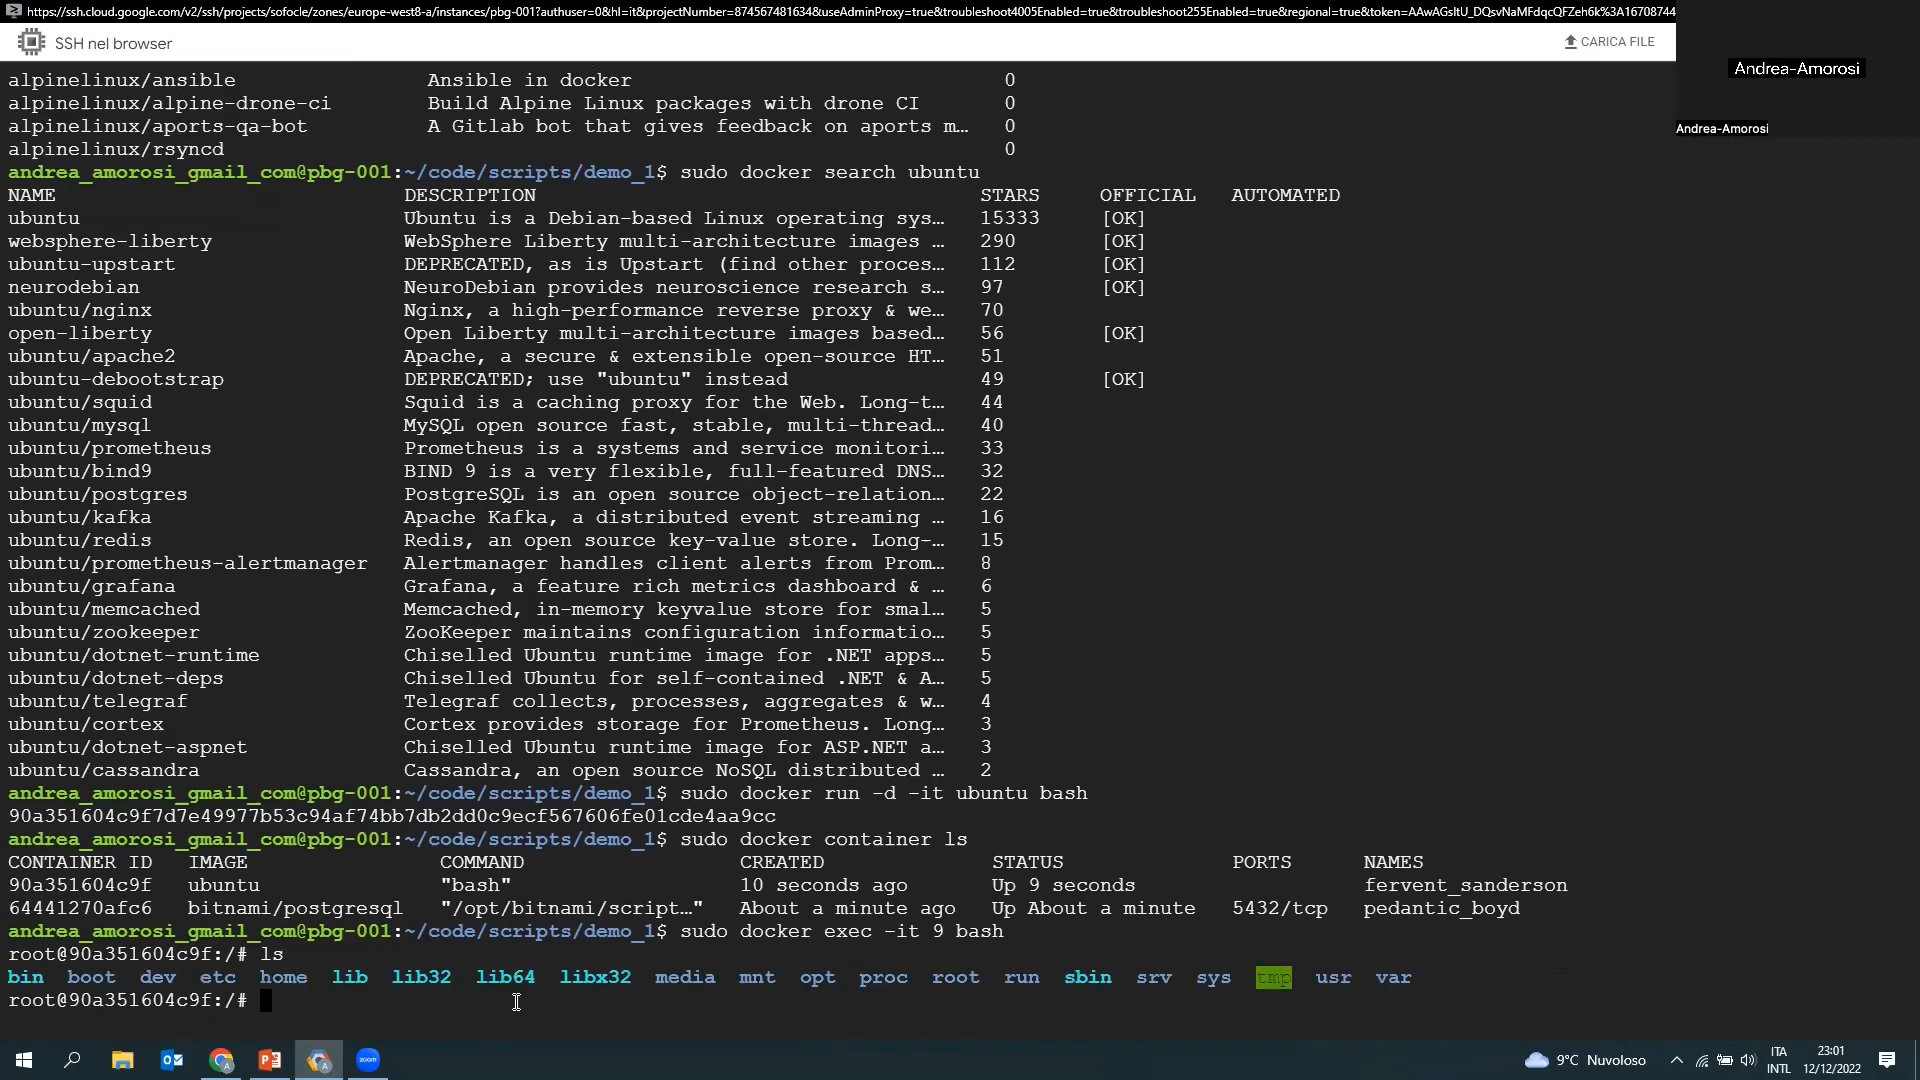 https://ssh.cloud.google.com/v2/ssh/projects/sofocle/zones/europe-west8-a/instances/pbg-001?authuser=0&hl=it&projectNumber=874567481634&useAdminProxy=true&troubleshoot4005Enabled=true&troubleshoot255Enabled=true&regional=true&token=AAwAGsltU_DQsvNaMFdqcQFZeh6k%3A16708744
SSH nel browser
CARICA FILE
Andrea-Amorosi
Andrea-Amorosi
alpinelinux/ansible Ansible in docker 0
alpinelinux/alpine-drone-ci Build Alpine Linux packages with drone CI 0
alpinelinux/aports-qa-bot A Gitlab bot that gives feedback on aports m… 0
alpinelinux/rsyncd 0
andrea_amorosi_gmail_com@pbg-001:~/code/scripts/demo_1$ sudo docker search ubuntu
NAME DESCRIPTION STARS OFFICIAL AUTOMATED
ubuntu Ubuntu is a Debian-based Linux operating sys… 15333 [OK]
websphere-liberty WebSphere Liberty multi-architecture images … 290 [OK]
ubuntu-upstart DEPRECATED, as is Upstart (find other proces… 112 [OK]
neurodebian NeuroDebian provides neuroscience research s… 97 [OK]
ubuntu/nginx Nginx, a high-performance reverse proxy & we… 70
open-liberty Open Liberty multi-architecture images based… 56 [OK]
ubuntu/apache2 Apache, a secure & extensible open-source HT… 51
ubuntu-debootstrap DEPRECATED; use "ubuntu" instead 49 [OK]
ubuntu/squid Squid is a caching proxy for the Web. Long-t… 44
ubuntu/mysql MySQL open source fast, stable, multi-thread… 40
ubuntu/prometheus Prometheus is a systems and service monitori… 33
ubuntu/bind9 BIND 9 is a very flexible, full-featured DNS… 32
ubuntu/postgres PostgreSQL is an open source object-relation… 22
ubuntu/kafka Apache Kafka, a distributed event streaming … 16
ubuntu/redis Redis, an open source key-value store. Long-… 15
ubuntu/prometheus-alertmanager Alertmanager handles client alerts from Prom… 8
ubuntu/grafana Grafana, a feature rich metrics dashboard & … 6
ubuntu/memcached Memcached, in-memory keyvalue store for smal… 5
ubuntu/zookeeper ZooKeeper maintains configuration informatio… 5
ubuntu/dotnet-runtime Chiselled Ubuntu runtime image for .NET apps… 5
ubuntu/dotnet-deps Chiselled Ubuntu for self-contained .NET & A… 5
ubuntu/telegraf Telegraf collects, processes, aggregates & w… 4
ubuntu/cortex Cortex provides storage for Prometheus. Long… 3
ubuntu/dotnet-aspnet Chiselled Ubuntu runtime image for ASP.NET a… 3
ubuntu/cassandra Cassandra, an open source NoSQL distributed … 2
andrea_amorosi_gmail_com@pbg-001:~/code/scripts/demo_1$ sudo docker run -d -it ubuntu bash
90a351604c9f7d7e49977b53c94af74bb7db2dd0c9ecf567606fe01cde4aa9cc
andrea_amorosi_gmail_com@pbg-001:~/code/scripts/demo_1$ sudo docker container ls
CONTAINER ID IMAGE COMMAND CREATED STATUS PORTS NAMES
90a351604c9f ubuntu "bash" 10 seconds ago Up 9 seconds fervent_sanderson
64441270afc6 bitnami/postgresql "/opt/bitnami/script…" About a minute ago Up About a minute 5432/tcp pedantic_boyd
andrea_amorosi_gmail_com@pbg-001:~/code/scripts/demo_1$ sudo docker exec -it 9 bash
root@90a351604c9f:/# ls
bin boot dev etc home lib lib32 lib64 libx32 media mnt opt proc root run sbin srv sys tmp usr var
root@90a351604c9f:/#
zoom
9°C Nuvoloso
ITA
INTL
23:01
12/12/2022